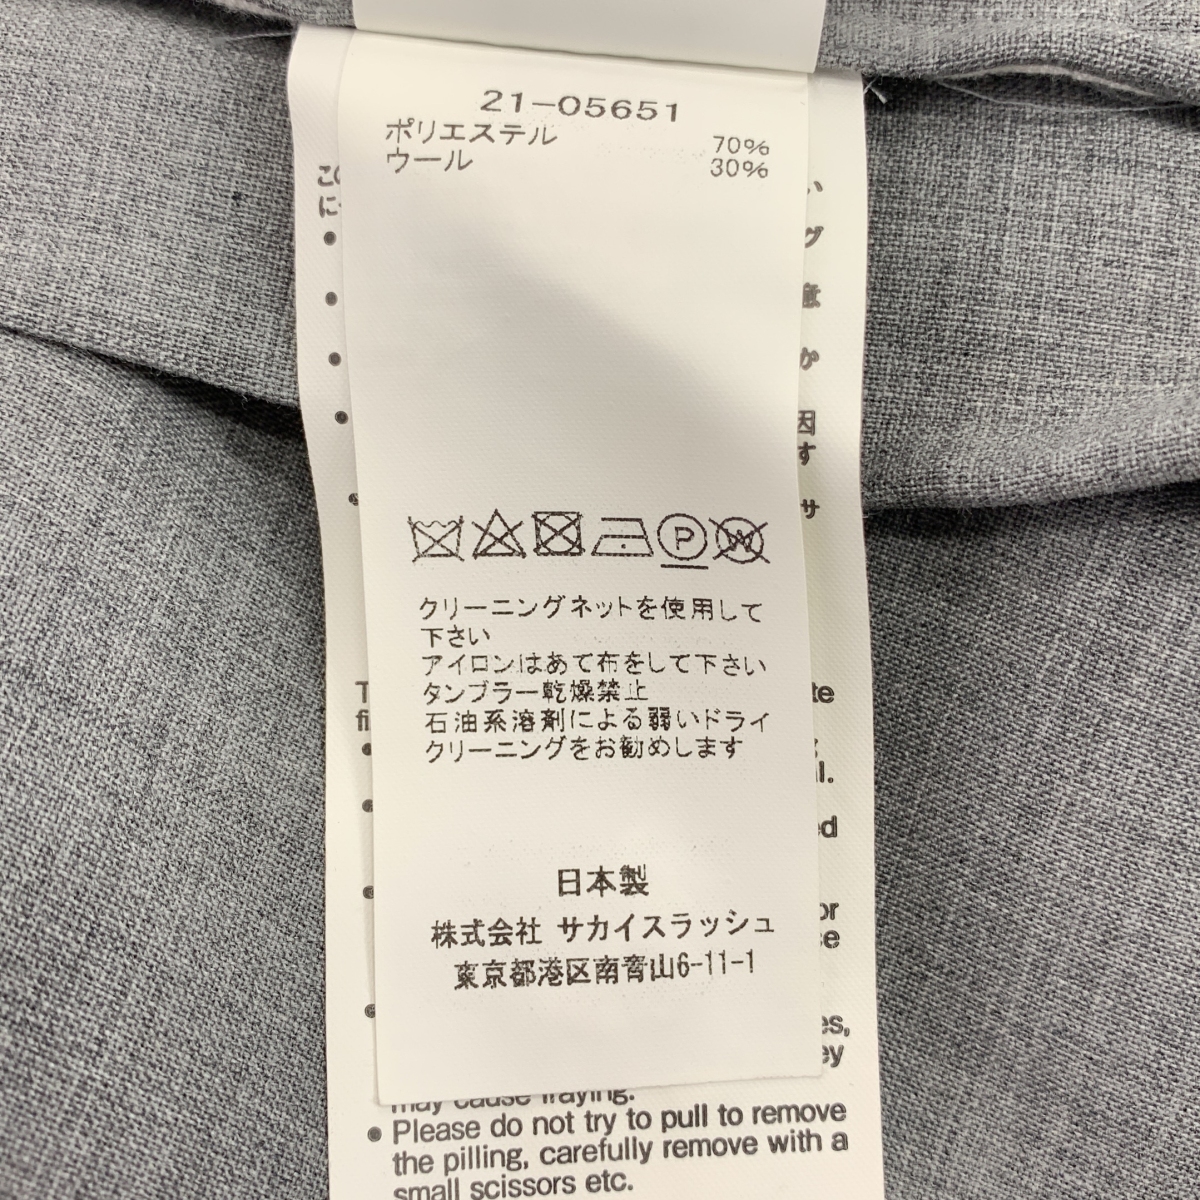 21-05651
ポリエステル 70%
ウール 30%
P
W
クリーニングネットを使用して
下さい
アイロンはあて布をして下さい
タンブラー乾燥禁止
石油系溶剤による弱いドライ
クリーニングをお勧めします
日本製
株式会社 サカイスラッシュ
東京都港区南青山6-11-1
may cause fraying.
• Please do not try to pull to remove
the pilling, carefully remove with a
small scissors etc.